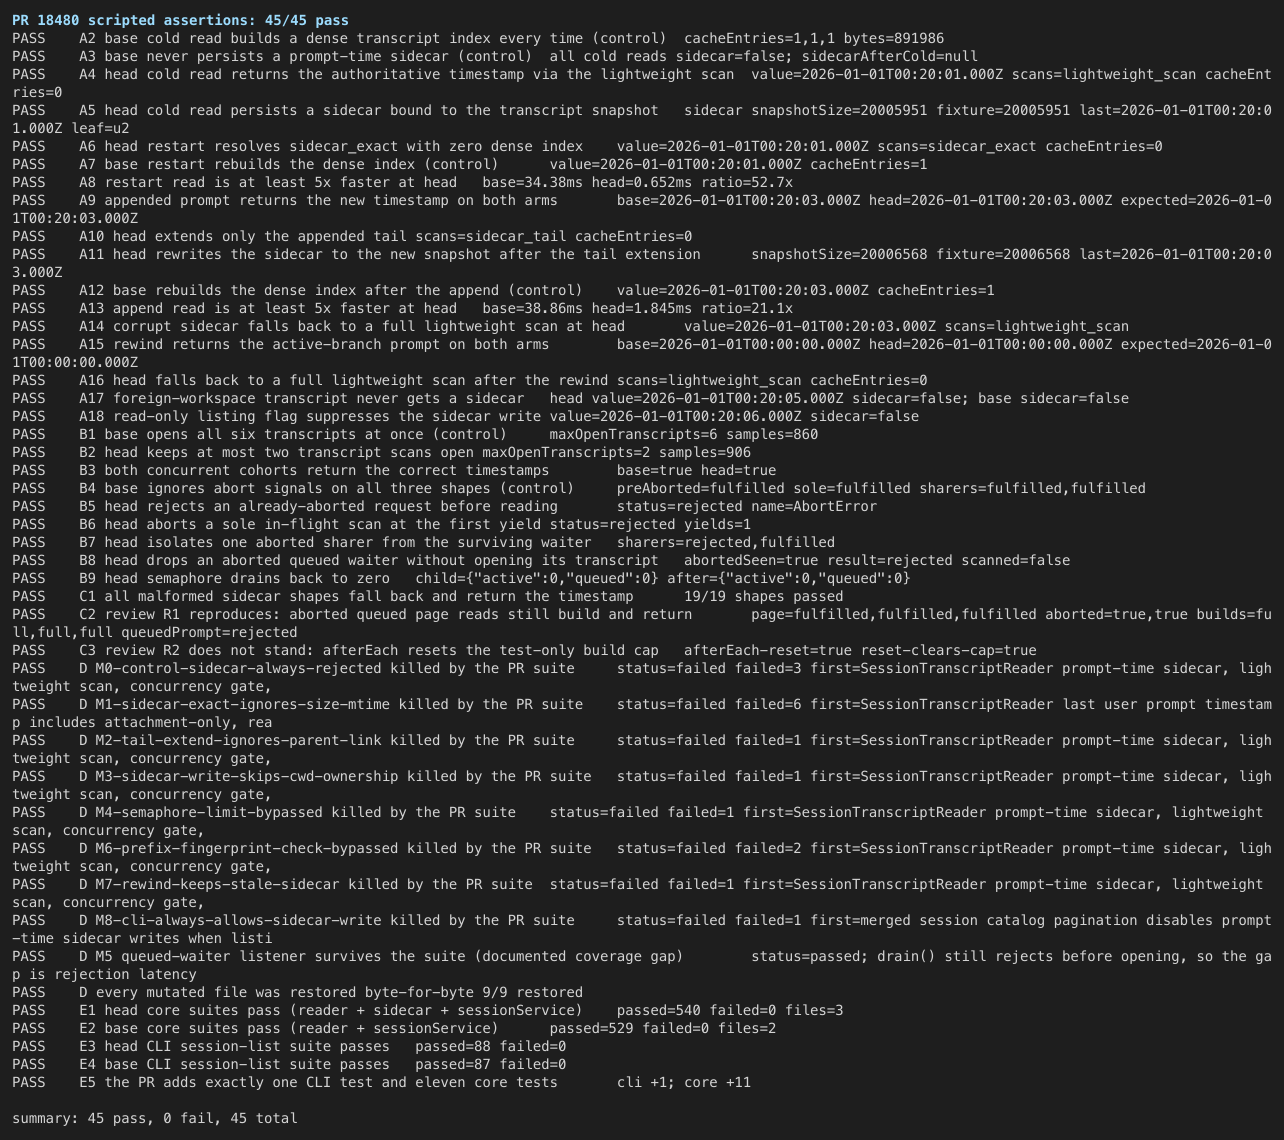 PR 18480 scripted assertions: 45/45 pass
PASS    A2 base cold read builds a dense transcript index every time (control)  cacheEntries=1,1,1 bytes=891986
PASS    A3 base never persists a prompt-time sidecar (control)  all cold reads sidecar=false; sidecarAfterCold=null
PASS    A4 head cold read returns the authoritative timestamp via the lightweight scan  value=2026-01-01T00:20:01.000Z scans=lightweight_scan cacheEnt
ries=0
PASS    A5 head cold read persists a sidecar bound to the transcript snapshot   sidecar snapshotSize=20005951 fixture=20005951 last=2026-01-01T00:20:0
1.000Z leaf=u2
PASS    A6 head restart resolves sidecar_exact with zero dense index    value=2026-01-01T00:20:01.000Z scans=sidecar_exact cacheEntries=0
PASS    A7 base restart rebuilds the dense index (control)      value=2026-01-01T00:20:01.000Z cacheEntries=1
PASS    A8 restart read is at least 5x faster at head   base=34.38ms head=0.652ms ratio=52.7x
PASS    A9 appended prompt returns the new timestamp on both arms       base=2026-01-01T00:20:03.000Z head=2026-01-01T00:20:03.000Z expected=2026-01-0
1T00:20:03.000Z
PASS    A10 head extends only the appended tail scans=sidecar_tail cacheEntries=0
PASS    A11 head rewrites the sidecar to the new snapshot after the tail extension      snapshotSize=20006568 fixture=20006568 last=2026-01-01T00:20:0
3.000Z
PASS    A12 base rebuilds the dense index after the append (control)    value=2026-01-01T00:20:03.000Z cacheEntries=1
PASS    A13 append read is at least 5x faster at head   base=38.86ms head=1.845ms ratio=21.1x
PASS    A14 corrupt sidecar falls back to a full lightweight scan at head       value=2026-01-01T00:20:03.000Z scans=lightweight_scan
PASS    A15 rewind returns the active-branch prompt on both arms        base=2026-01-01T00:00:00.000Z head=2026-01-01T00:00:00.000Z expected=2026-01-0
1T00:00:00.000Z
PASS    A16 head falls back to a full lightweight scan after the rewind scans=lightweight_scan cacheEntries=0
PASS    A17 foreign-workspace transcript never gets a sidecar   head value=2026-01-01T00:20:05.000Z sidecar=false; base sidecar=false
PASS    A18 read-only listing flag suppresses the sidecar write value=2026-01-01T00:20:06.000Z sidecar=false
PASS    B1 base opens all six transcripts at once (control)     maxOpenTranscripts=6 samples=860
PASS    B2 head keeps at most two transcript scans open maxOpenTranscripts=2 samples=906
PASS    B3 both concurrent cohorts return the correct timestamps        base=true head=true
PASS    B4 base ignores abort signals on all three shapes (control)     preAborted=fulfilled sole=fulfilled sharers=fulfilled,fulfilled
PASS    B5 head rejects an already-aborted request before reading       status=rejected name=AbortError
PASS    B6 head aborts a sole in-flight scan at the first yield status=rejected yields=1
PASS    B7 head isolates one aborted sharer from the surviving waiter   sharers=rejected,fulfilled
PASS    B8 head drops an aborted queued waiter without opening its transcript   abortedSeen=true result=rejected scanned=false
PASS    B9 head semaphore drains back to zero   child={"active":0,"queued":0} after={"active":0,"queued":0}
PASS    C1 all malformed sidecar shapes fall back and return the timestamp      19/19 shapes passed
PASS    C2 review R1 reproduces: aborted queued page reads still build and return       page=fulfilled,fulfilled,fulfilled aborted=true,true builds=fu
ll,full,full queuedPrompt=rejected
PASS    C3 review R2 does not stand: afterEach resets the test-only build cap   afterEach-reset=true reset-clears-cap=true
PASS    D M0-control-sidecar-always-rejected killed by the PR suite     status=failed failed=3 first=SessionTranscriptReader prompt-time sidecar, ligh
tweight scan, concurrency gate,
PASS    D M1-sidecar-exact-ignores-size-mtime killed by the PR suite    status=failed failed=6 first=SessionTranscriptReader last user prompt timestam
p includes attachment-only, rea
PASS    D M2-tail-extend-ignores-parent-link killed by the PR suite     status=failed failed=1 first=SessionTranscriptReader prompt-time sidecar, ligh
tweight scan, concurrency gate,
PASS    D M3-sidecar-write-skips-cwd-ownership killed by the PR suite   status=failed failed=1 first=SessionTranscriptReader prompt-time sidecar, ligh
tweight scan, concurrency gate,
PASS    D M4-semaphore-limit-bypassed killed by the PR suite    status=failed failed=1 first=SessionTranscriptReader prompt-time sidecar, lightweight
scan, concurrency gate,
PASS    D M6-prefix-fingerprint-check-bypassed killed by the PR suite   status=failed failed=2 first=SessionTranscriptReader prompt-time sidecar, ligh
tweight scan, concurrency gate,
PASS    D M7-rewind-keeps-stale-sidecar killed by the PR suite  status=failed failed=1 first=SessionTranscriptReader prompt-time sidecar, lightweight
scan, concurrency gate,
PASS    D M8-cli-always-allows-sidecar-write killed by the PR suite     status=failed failed=1 first=merged session catalog pagination disables prompt
-time sidecar writes when listi
PASS    D M5 queued-waiter listener survives the suite (documented coverage gap)        status=passed; drain() still rejects before opening, so the ga
p is rejection latency
PASS    D every mutated file was restored byte-for-byte 9/9 restored
PASS    E1 head core suites pass (reader + sidecar + sessionService)    passed=540 failed=0 files=3
PASS    E2 base core suites pass (reader + sessionService)      passed=529 failed=0 files=2
PASS    E3 head CLI session-list suite passes   passed=88 failed=0
PASS    E4 base CLI session-list suite passes   passed=87 failed=0
PASS    E5 the PR adds exactly one CLI test and eleven core tests       cli +1; core +11
summary: 45 pass, 0 fail, 45 total